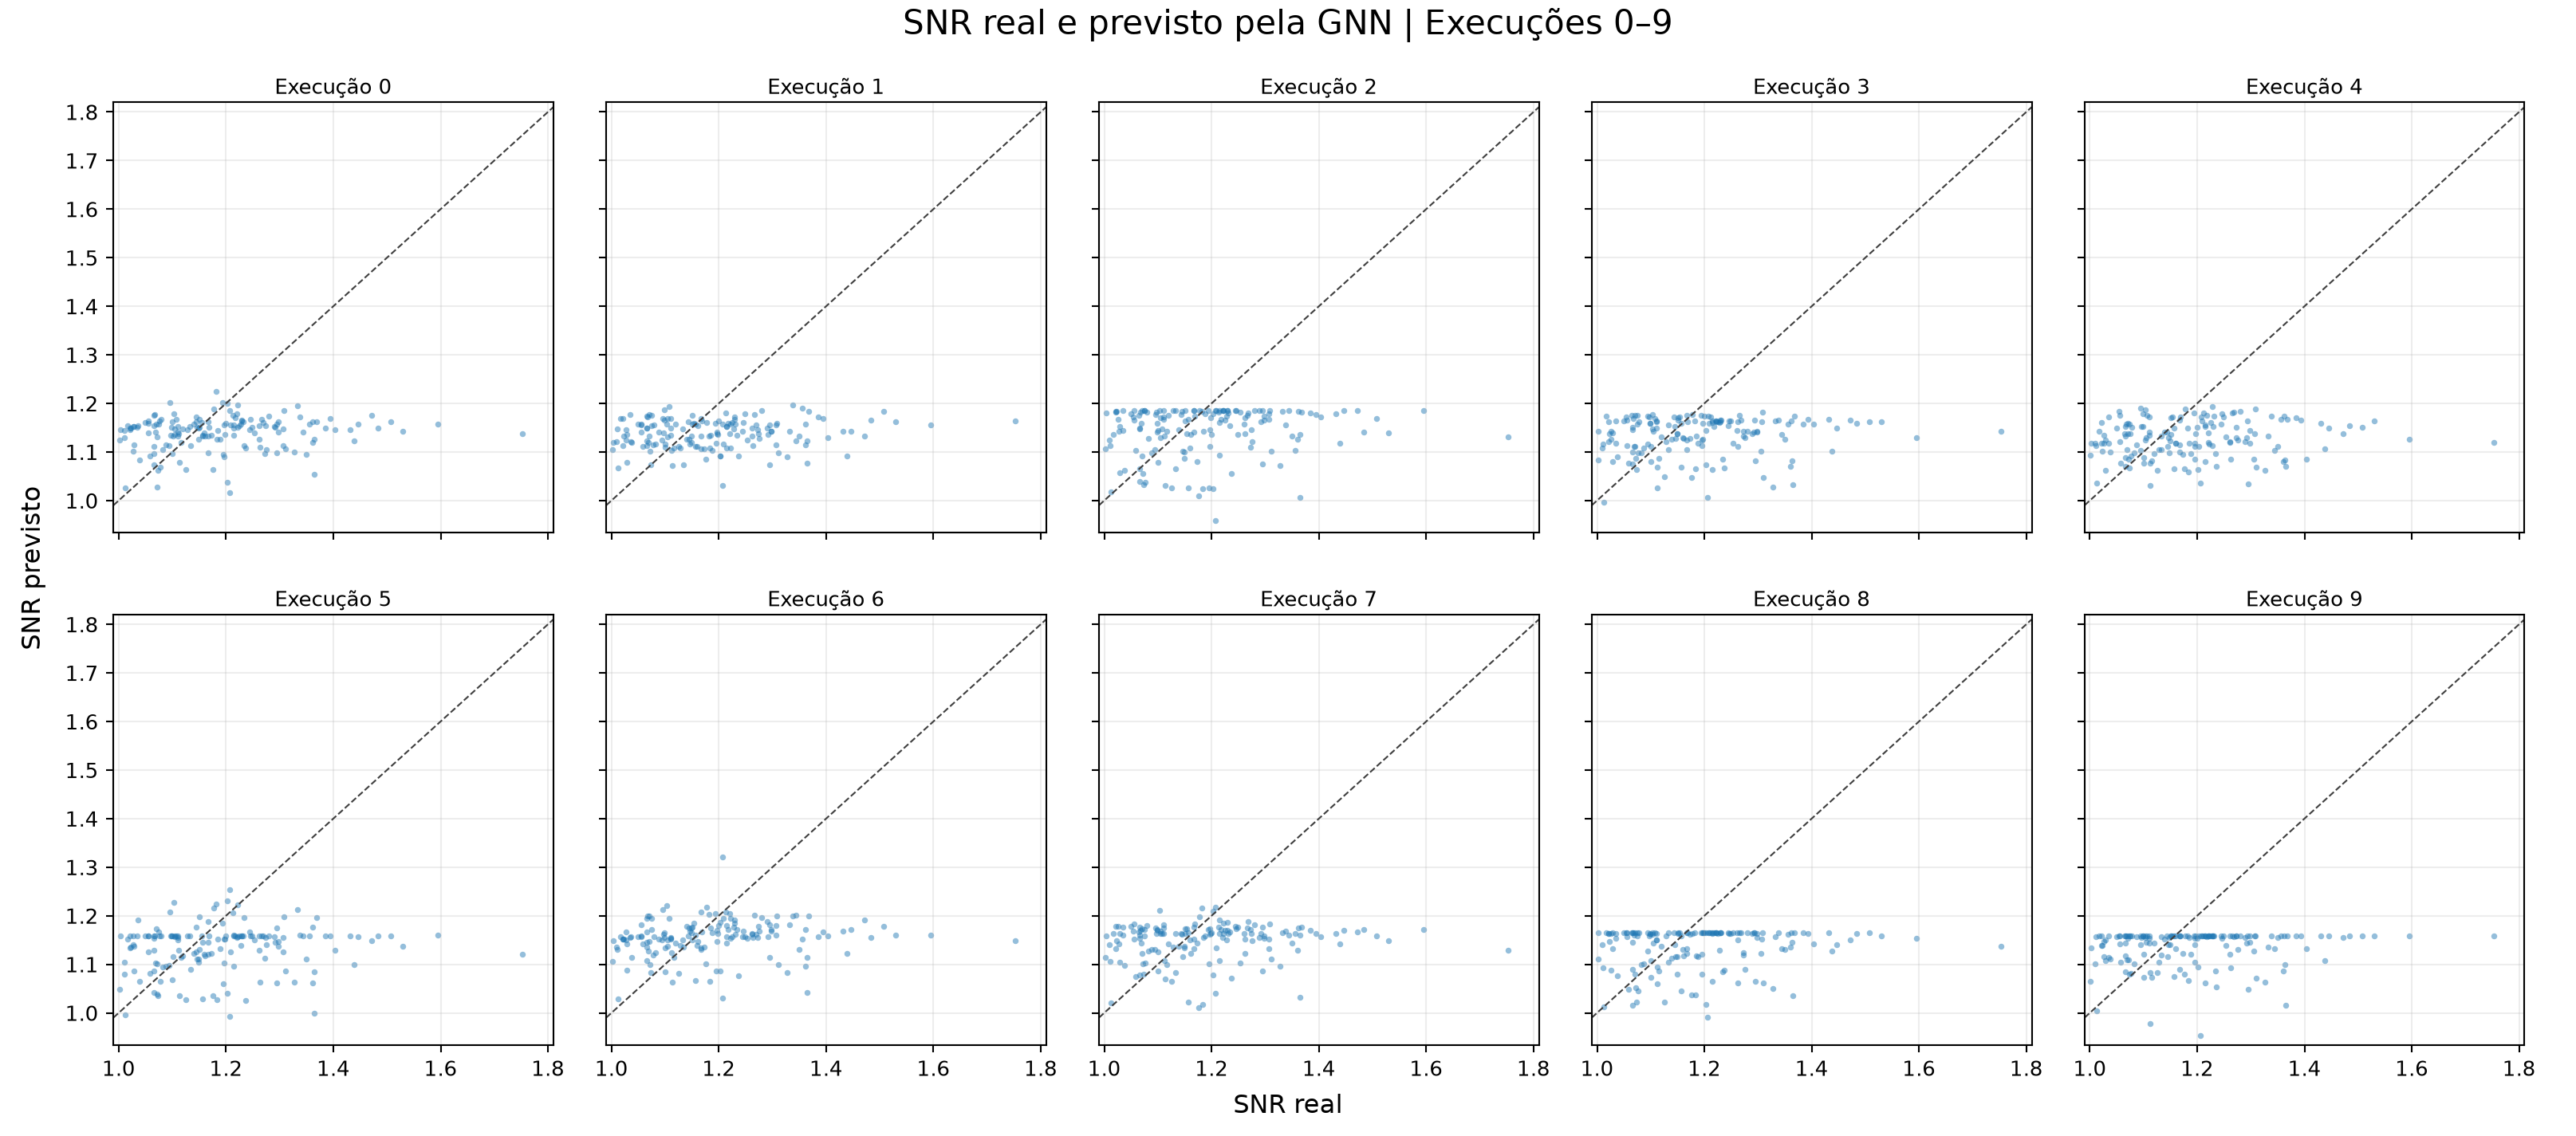 SNR real e previsto pela GNN | Execuções 0–9
Execução 0
Execução 1
Execução 2
Execução 3
Execução 4
1.8
1.7
1.6
1.5
1.4
1.3
1.2
1.1
1.0
SNR previsto
Execução 5
Execução 6
Execução 7
Execução 8
Execução 9
1.8
1.7
1.6
1.5
1.4
1.3
1.2
1.1
1.0
1.0 1.2 1.4 1.6 1.8
1.0 1.2 1.4 1.6 1.8
1.0 1.2 1.4 1.6 1.8
1.0 1.2 1.4 1.6 1.8
1.0 1.2 1.4 1.6 1.8
SNR real